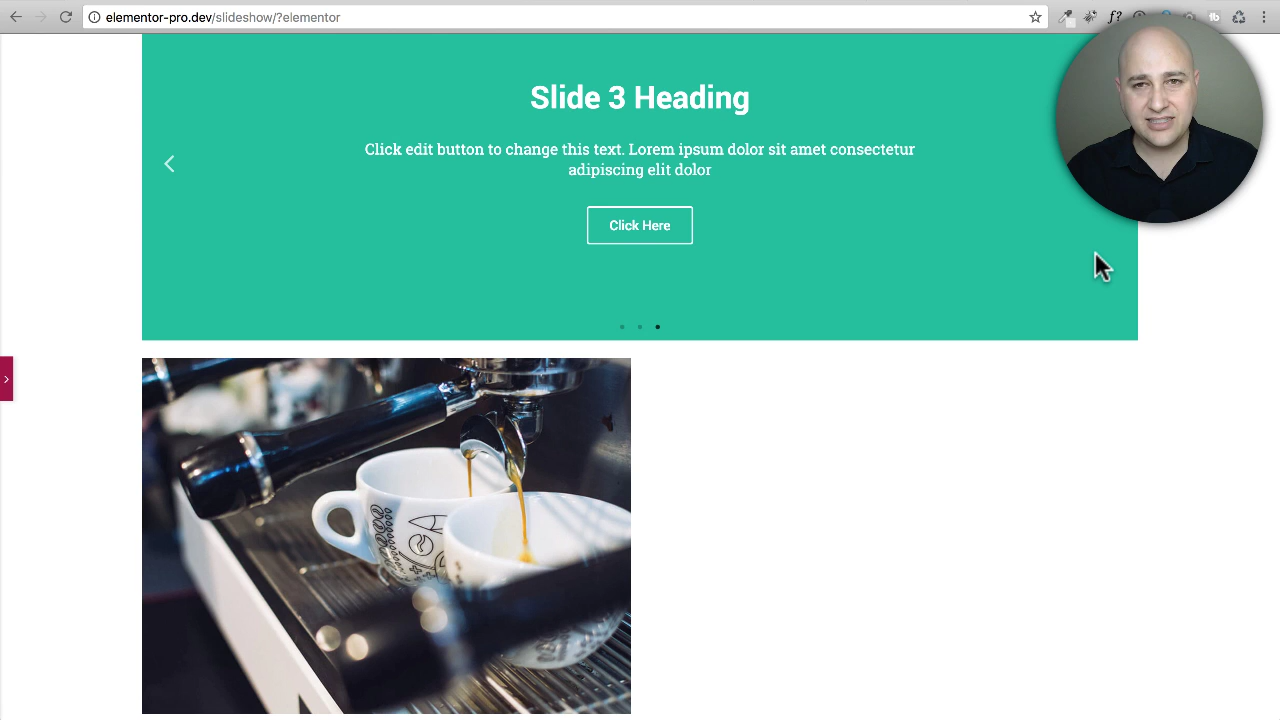 elementor-pro.dev/slideshow/?elementor
f?
Slide 3 Heading
Click edit button to change this text. Lorem ipsum dolor sit amet consectetur
adipiscing elit dolor
Click Here